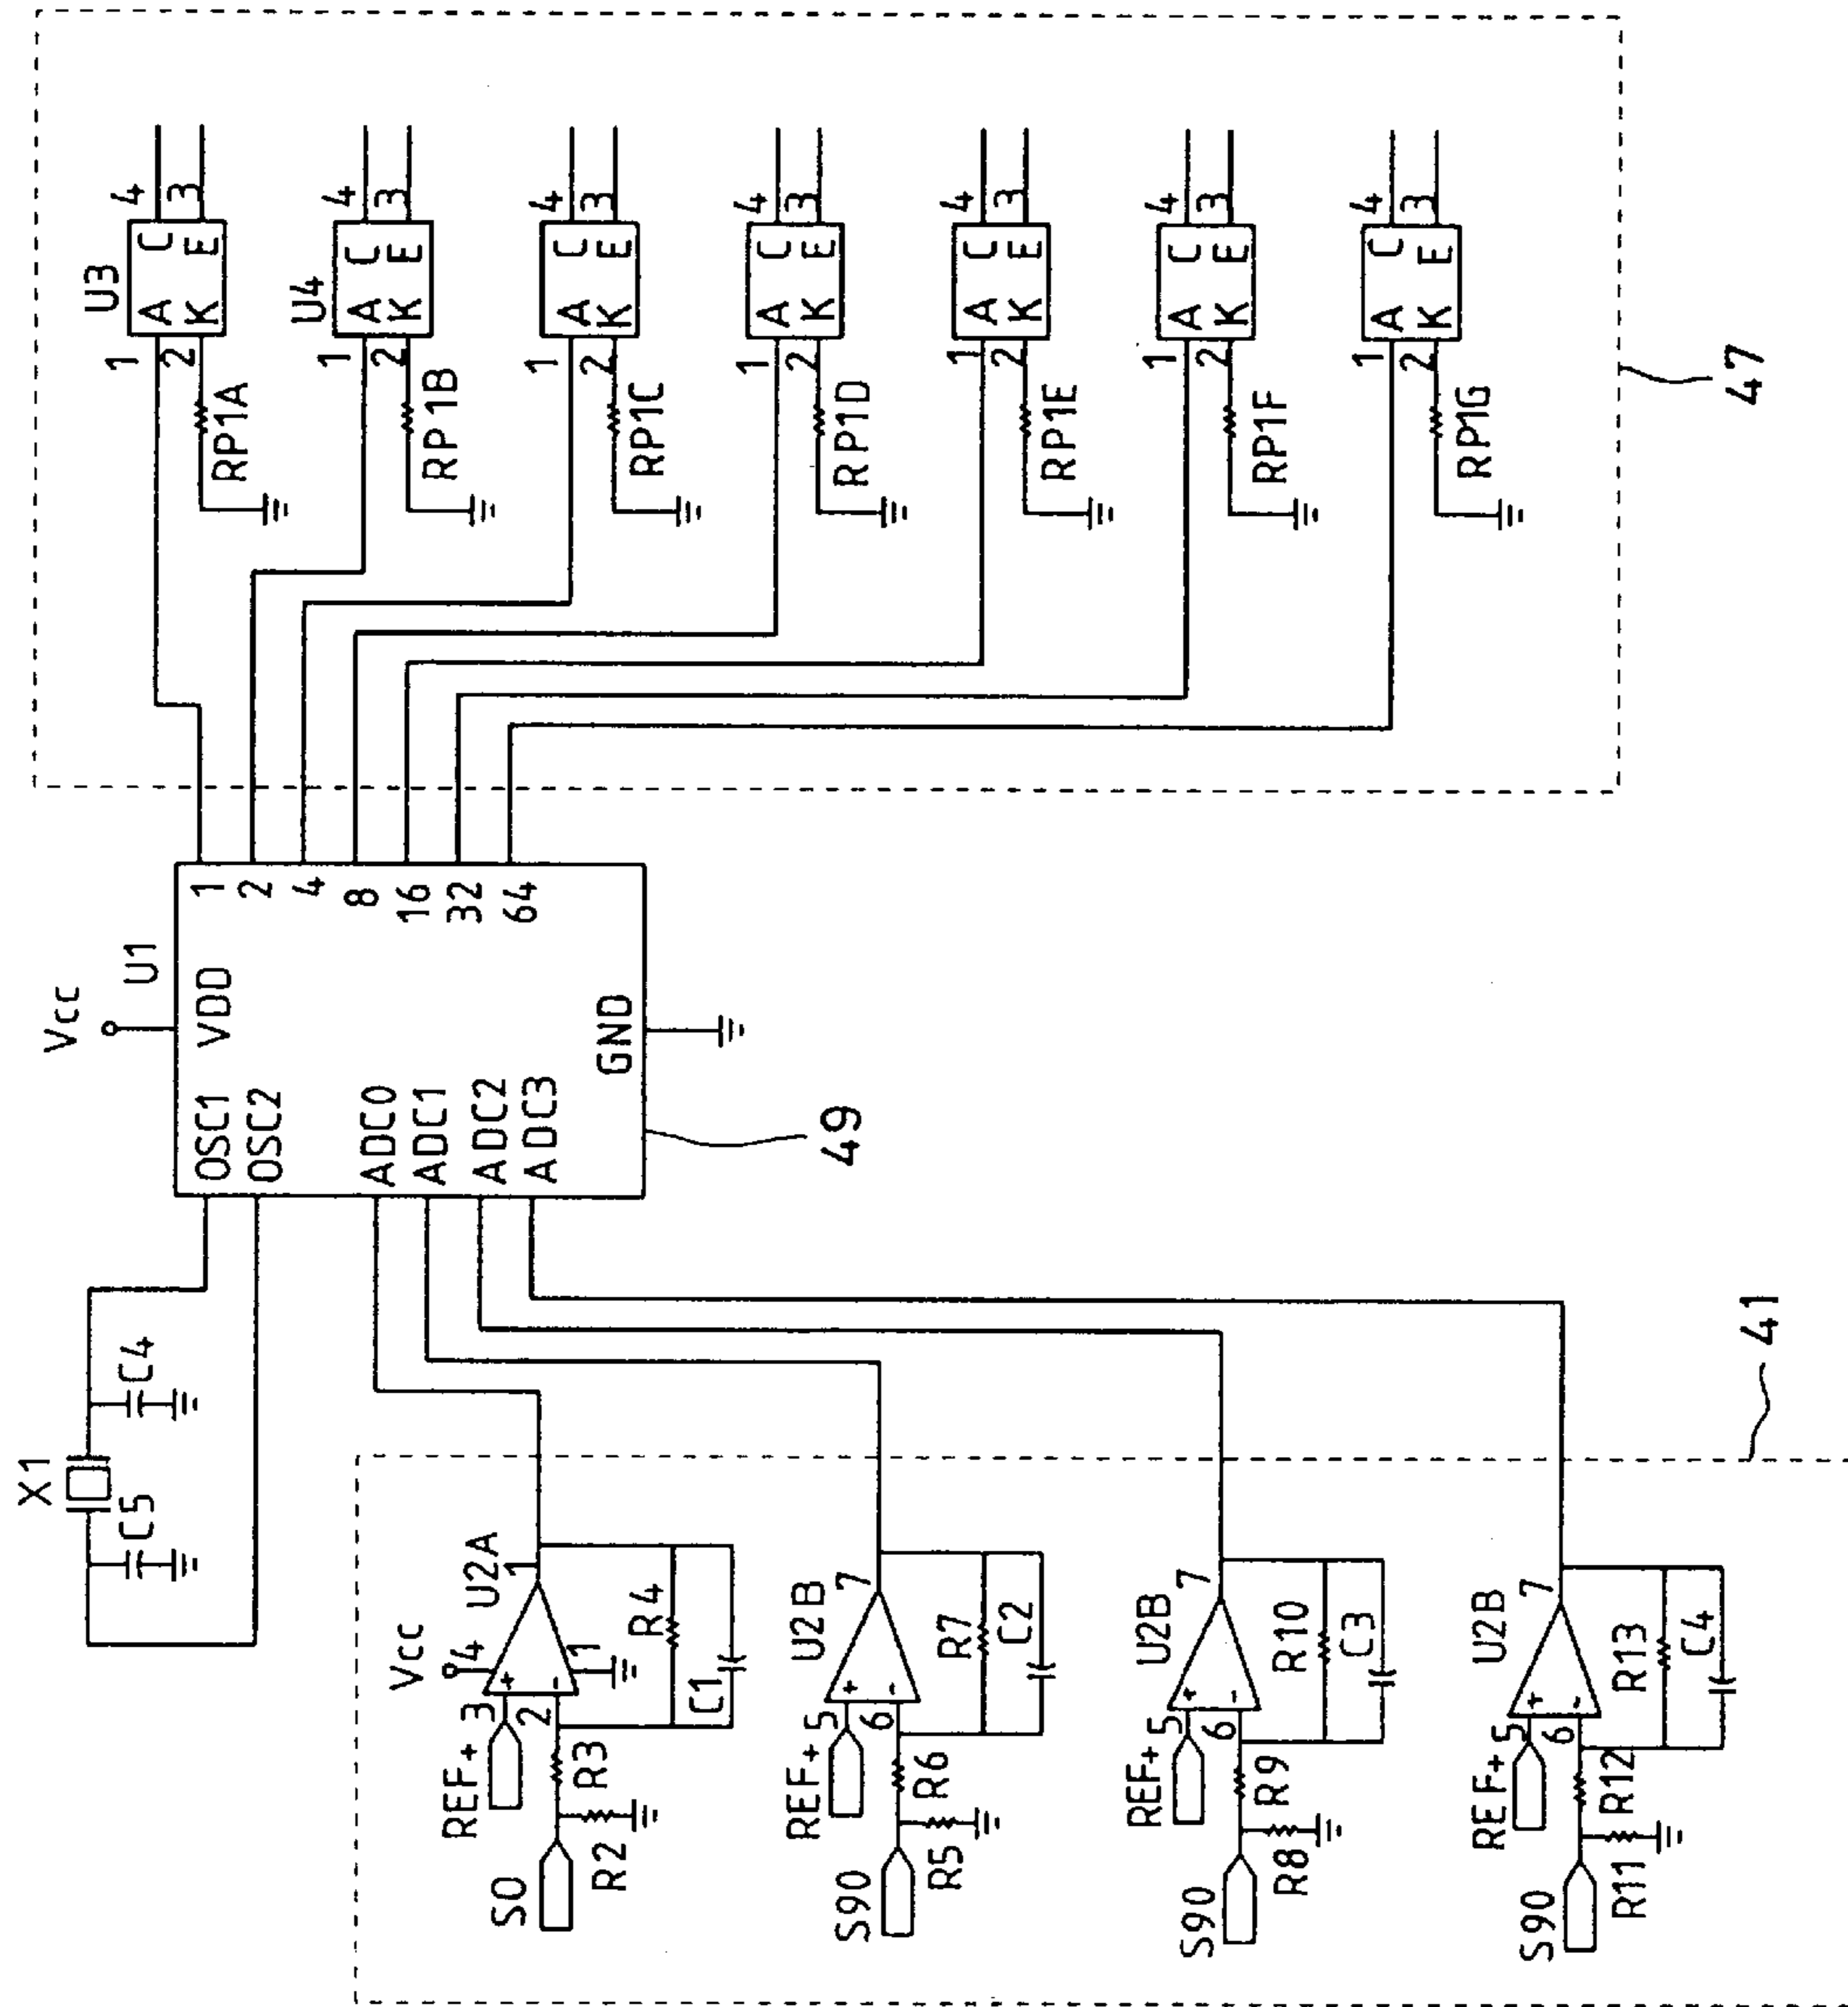 X1
C5
C4
Vcc
U1
OSC1
OSC2
VDD
ADC0
ADC1
ADC2
ADC3
GND
1
2
4
8
16
32
64
49
U3
1
A
C
4
2
K
E
3
RP1A
U4
1
A
C
4
2
K
E
3
RP1B
1
A
C
4
2
K
E
3
RP1C
1
A
C
4
2
K
E
3
RP1D
1
A
C
4
2
K
E
3
RP1E
1
A
C
4
2
K
E
3
RP1F
1
A
C
4
2
K
E
3
RP1G
47
Vcc
4
U2A
REF+
3
+
1
2
-
11
S0
R3
R2
R4
C1
U2B
REF+
5
+
7
6
-
S90
R6
R5
R7
C2
U2B
REF+
5
+
7
6
-
S90
R9
R8
R10
C3
U2B
REF+
5
+
7
6
-
S90
R12
R11
R13
C4
41